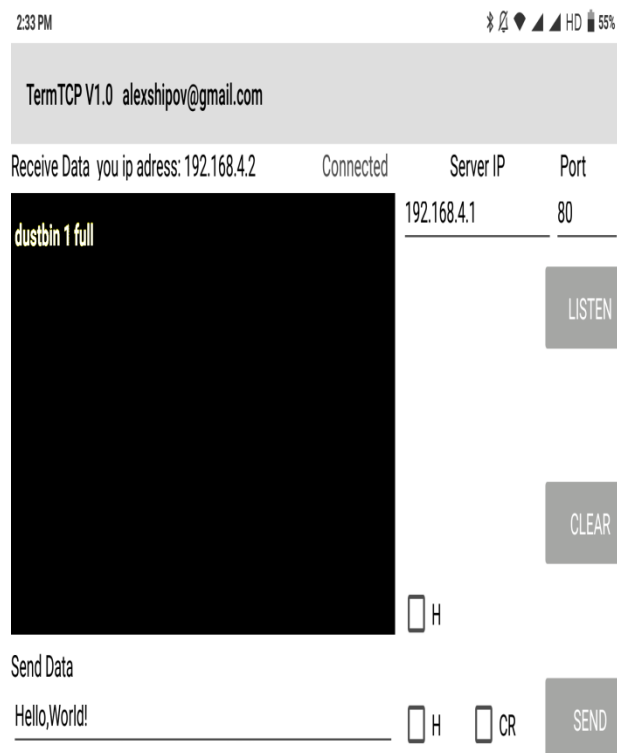 2:33 PM HD 55%
TermTCP V1.0 alexshipov@gmail.com
Receive Data you ip adress: 192.168.4.2 Connected Server IP Port
192.168.4.1 80
dustbin 1 full
LISTEN
CLEAR
H
Send Data
Hello,World! H CR SEND